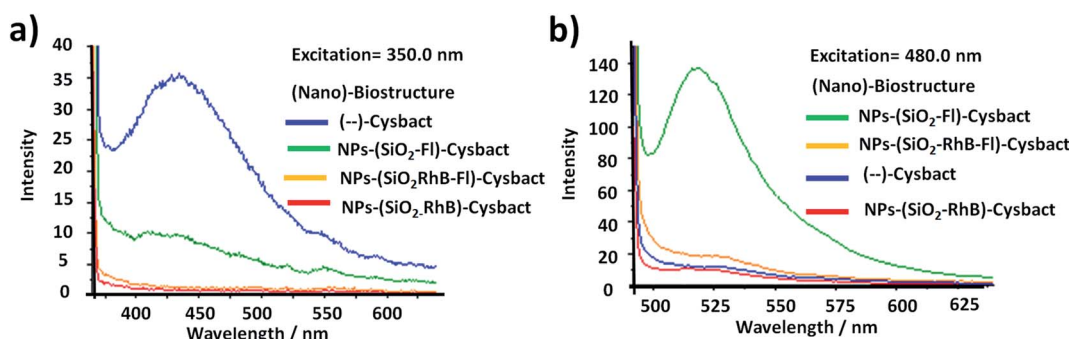 a)
40
35
30
25
20
15
10
5
0
Intensity
400
450
500
550
600
Wavelength / nm
Excitation= 350.0 nm
(Nano)-Biostructure
(--)-Cysbact
NPs-(SiO2-Fl)-Cysbact
NPs-(SiO2RhB-Fl)-Cysbact
NPs-(SiO2-RhB)-Cysbact
b)
140
120
100
80
60
40
20
0
Intensity
500
525
550
575
600
625
Wavelength / nm
Excitation= 480.0 nm
(Nano)-Biostructure
NPs-(SiO2-Fl)-Cysbact
NPs-(SiO2-RhB-Fl)-Cysbact
(--)-Cysbact
NPs-(SiO2-RhB)-Cysbact